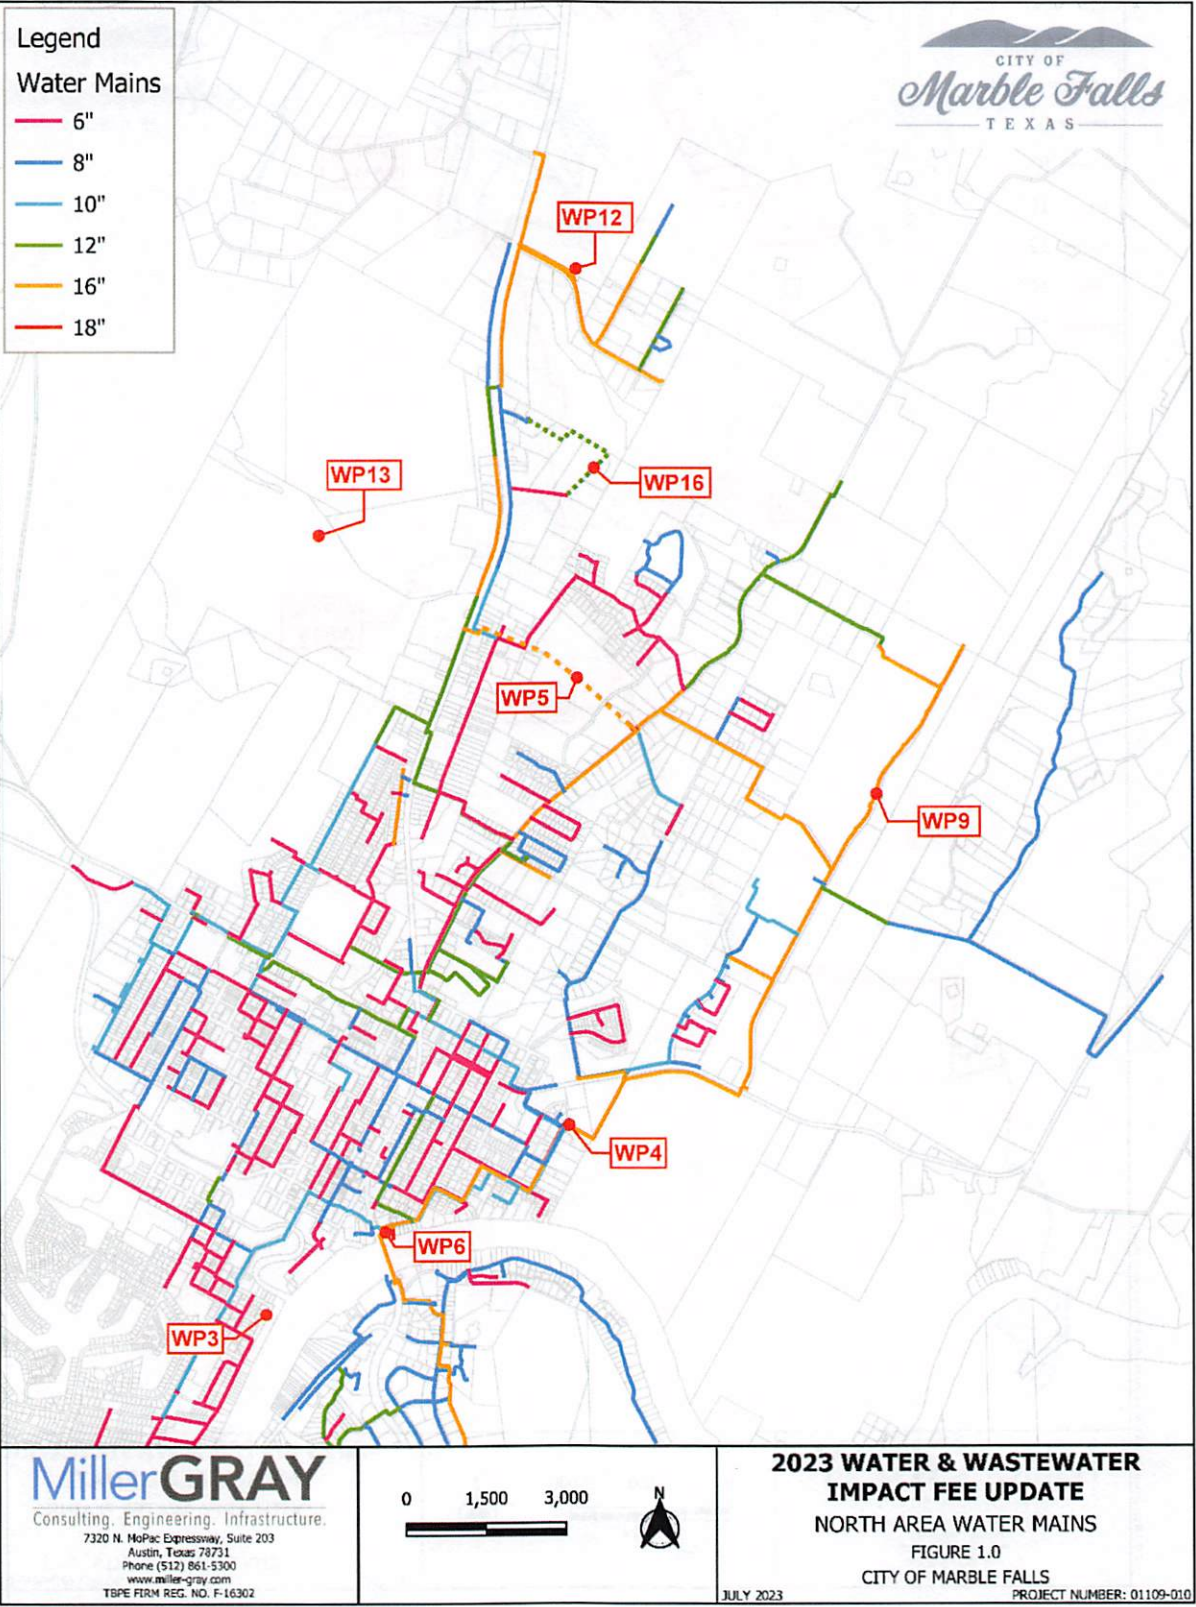 Legend
Water Mains
6"
8"
10"
12"
16"
18"
CITY OF
Marble Falls
TEXAS
WP12
WP13
WP16
WP5
WP9
WP4
WP6
WP3
MillerGRAY
Consulting. Engineering. Infrastructure.
7320 N. MoPac Expressway, Suite 203
Austin, Texas 78731
Phone (512) 861-5300
www.miller-gray.com
TBPE FIRM REG. NO. F-16302
0 1,500 3,000
N
2023 WATER & WASTEWATER
IMPACT FEE UPDATE
NORTH AREA WATER MAINS
FIGURE 1.0
CITY OF MARBLE FALLS
JULY 2023 PROJECT NUMBER: 01109-010